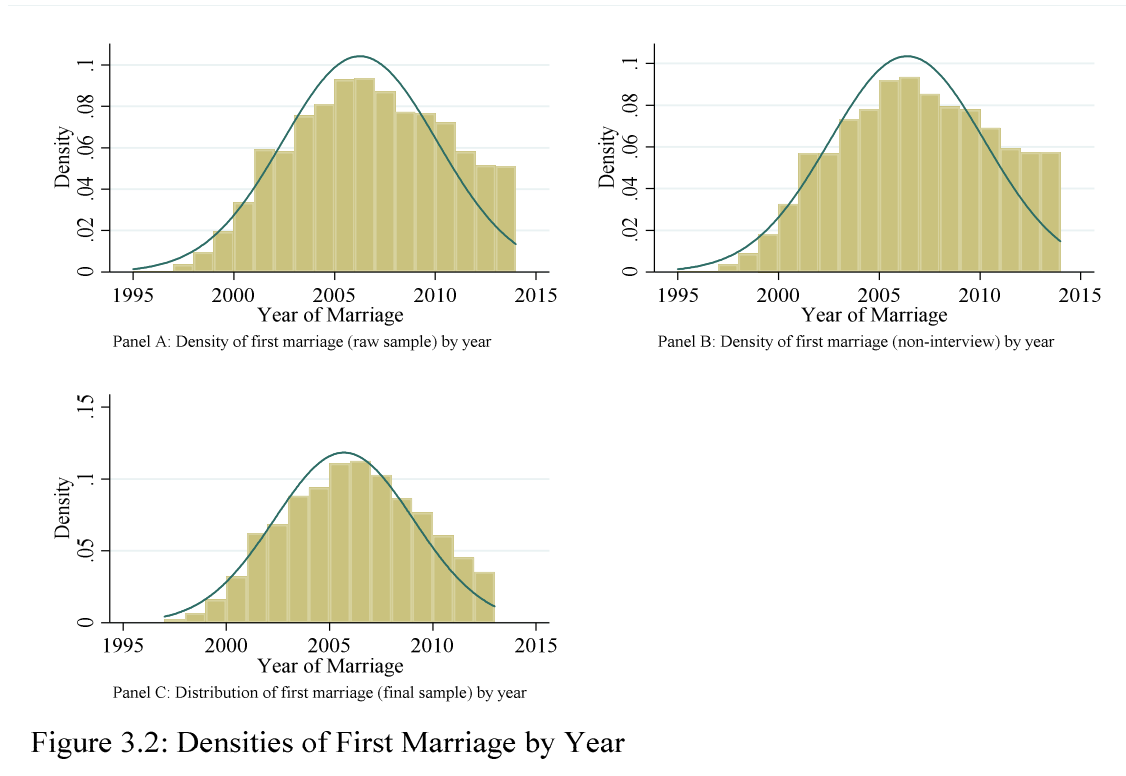 .1
.08
.06
.04
.02
0
Density
1995 2000 2005 2010 2015
Year of Marriage
Panel A: Density of first marriage (raw sample) by year
.1
.08
.06
.04
.02
0
Density
1995 2000 2005 2010 2015
Year of Marriage
Panel B: Density of first marriage (non-interview) by year
.15
.1
.05
0
Density
1995 2000 2005 2010 2015
Year of Marriage
Panel C: Distribution of first marriage (final sample) by year
Figure 3.2: Densities of First Marriage by Year